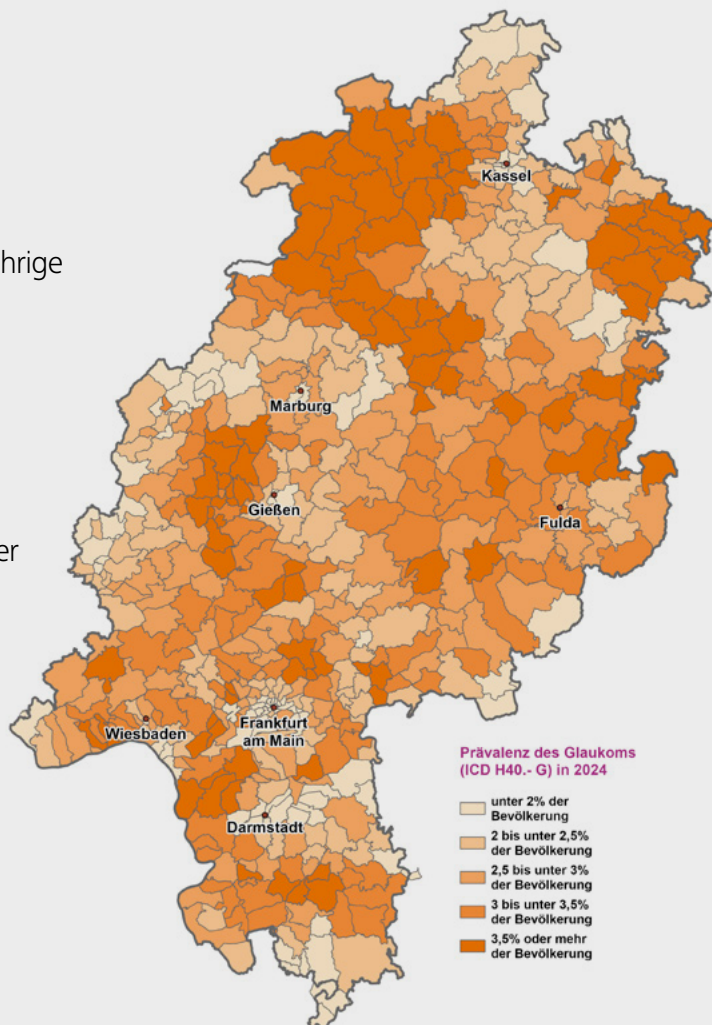 hrige
er
Kassel
Marburg
Gießen
Fulda
Wiesbaden
Frankfurt
am Main
Darmstadt
Prävalenz des Glaukoms
(ICD H40.- G) in 2024
unter 2% der
Bevölkerung
2 bis unter 2,5%
der Bevölkerung
2,5 bis unter 3%
der Bevölkerung
3 bis unter 3,5%
der Bevölkerung
3,5% oder mehr
der Bevölkerung